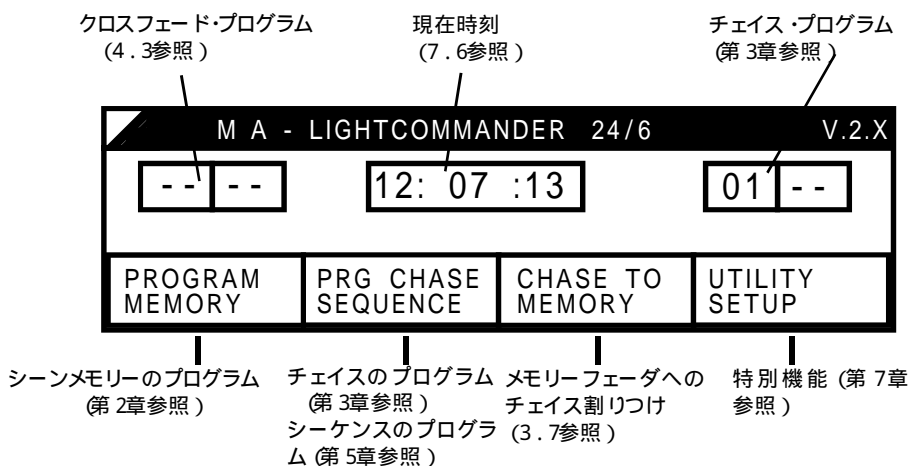 クロスフェード・プログラム
(4.3参照)
現在時刻
(7.6参照)
チェイス・プログラム
(第3章参照)
MA - LIGHTCOMMANDER 24/6 V.2.X
-- --
12: 07 :13
01 --
PROGRAM
MEMORY
PRG CHASE
SEQUENCE
CHASE TO
MEMORY
UTILITY
SETUP
シーンメモリーのプログラム
(第2章参照)
チェイスのプログラム
(第3章参照)
シーケンスのプログラ
ム(第5章参照)
メモリーフェーダへの
チェイス割りつけ
(3.7参照)
特別機能(第7章
参照)